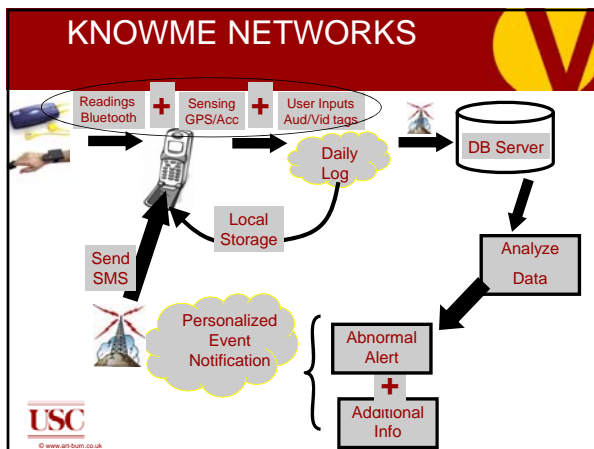 KNOWME NETWORKS
Readings
Bluetooth
+
Sensing
GPS/Acc
+
User Inputs
Aud/Vid tags
Daily
Log
DB Server
Local
Storage
Send
SMS
Analyze
Data
Personalized
Event
Notification
Abnormal
Alert
+
Additional
Info
USC
© www.art-bum.co.uk